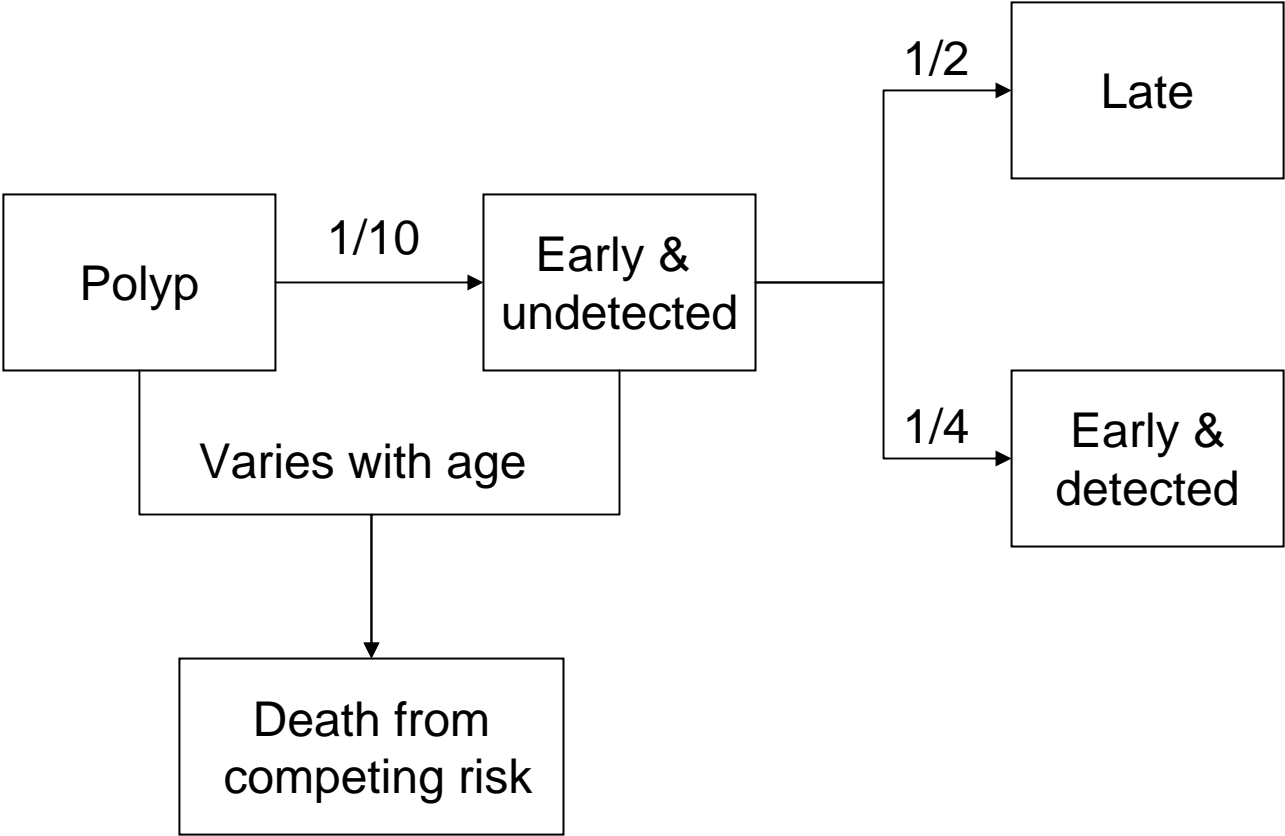 1/2
Late
1/10
Polyp
Early &
undetected
1/4
Early &
detected
Varies with age
Death from
competing risk